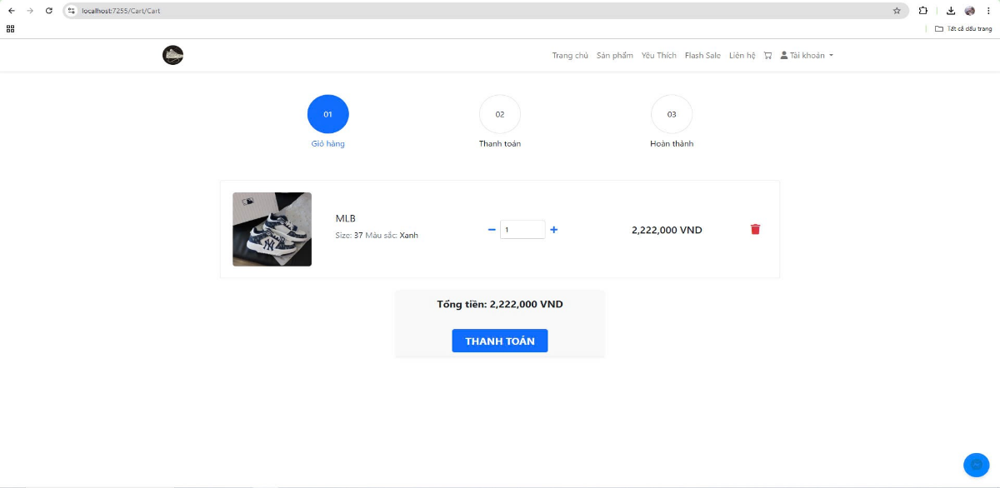 localhost:7255/Cart/Cart
Tất cả dấu trang
Trang chủ Sản phẩm Yêu Thích Flash Sale Liên hệ Tài khoản
01 02 03
Giỏ hàng Thanh toán Hoàn thành
MLB
Size: 37 Màu sắc: Xanh
1
2,222,000 VND
Tổng tiền: 2,222,000 VND
THANH TOÁN